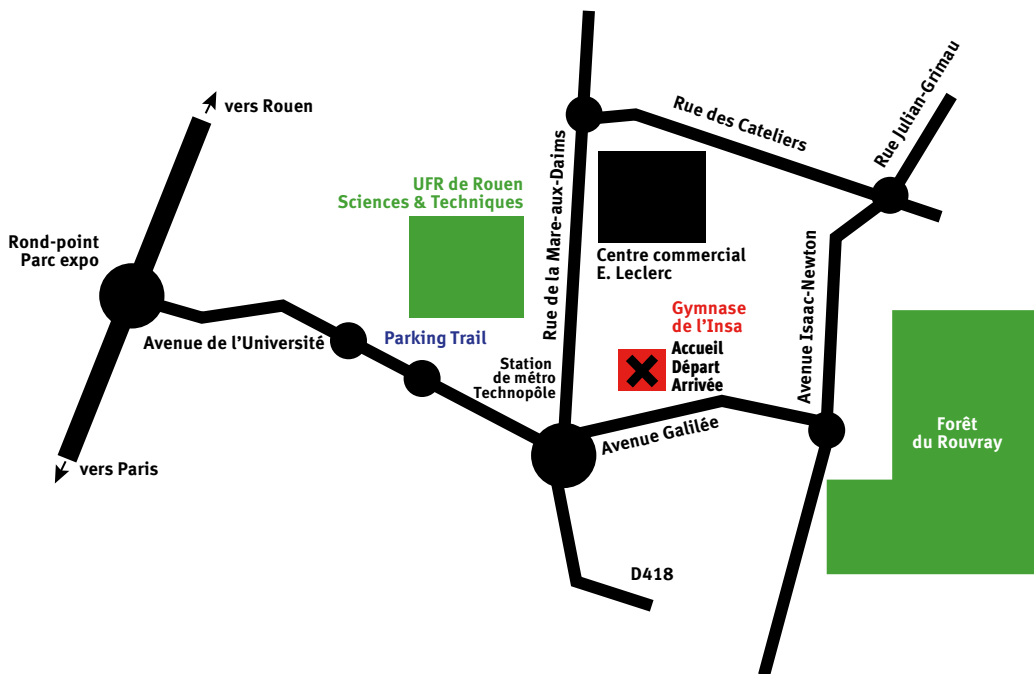 vers Rouen
Rue des Cateliers
Rue Julian-Grimau
UFR de Rouen
Sciences & Techniques
Rue de la Mare-aux-Daims
Rond-point
Parc expo
Centre commercial
E. Leclerc
Avenue Isaac-Newton
Gymnase
de l'Insa
Avenue de l'Université
Parking Trail
Accueil
Départ
Arrivée
Station
de métro
Technopôle
Avenue Galilée
Forêt
du Rouvray
vers Paris
D418